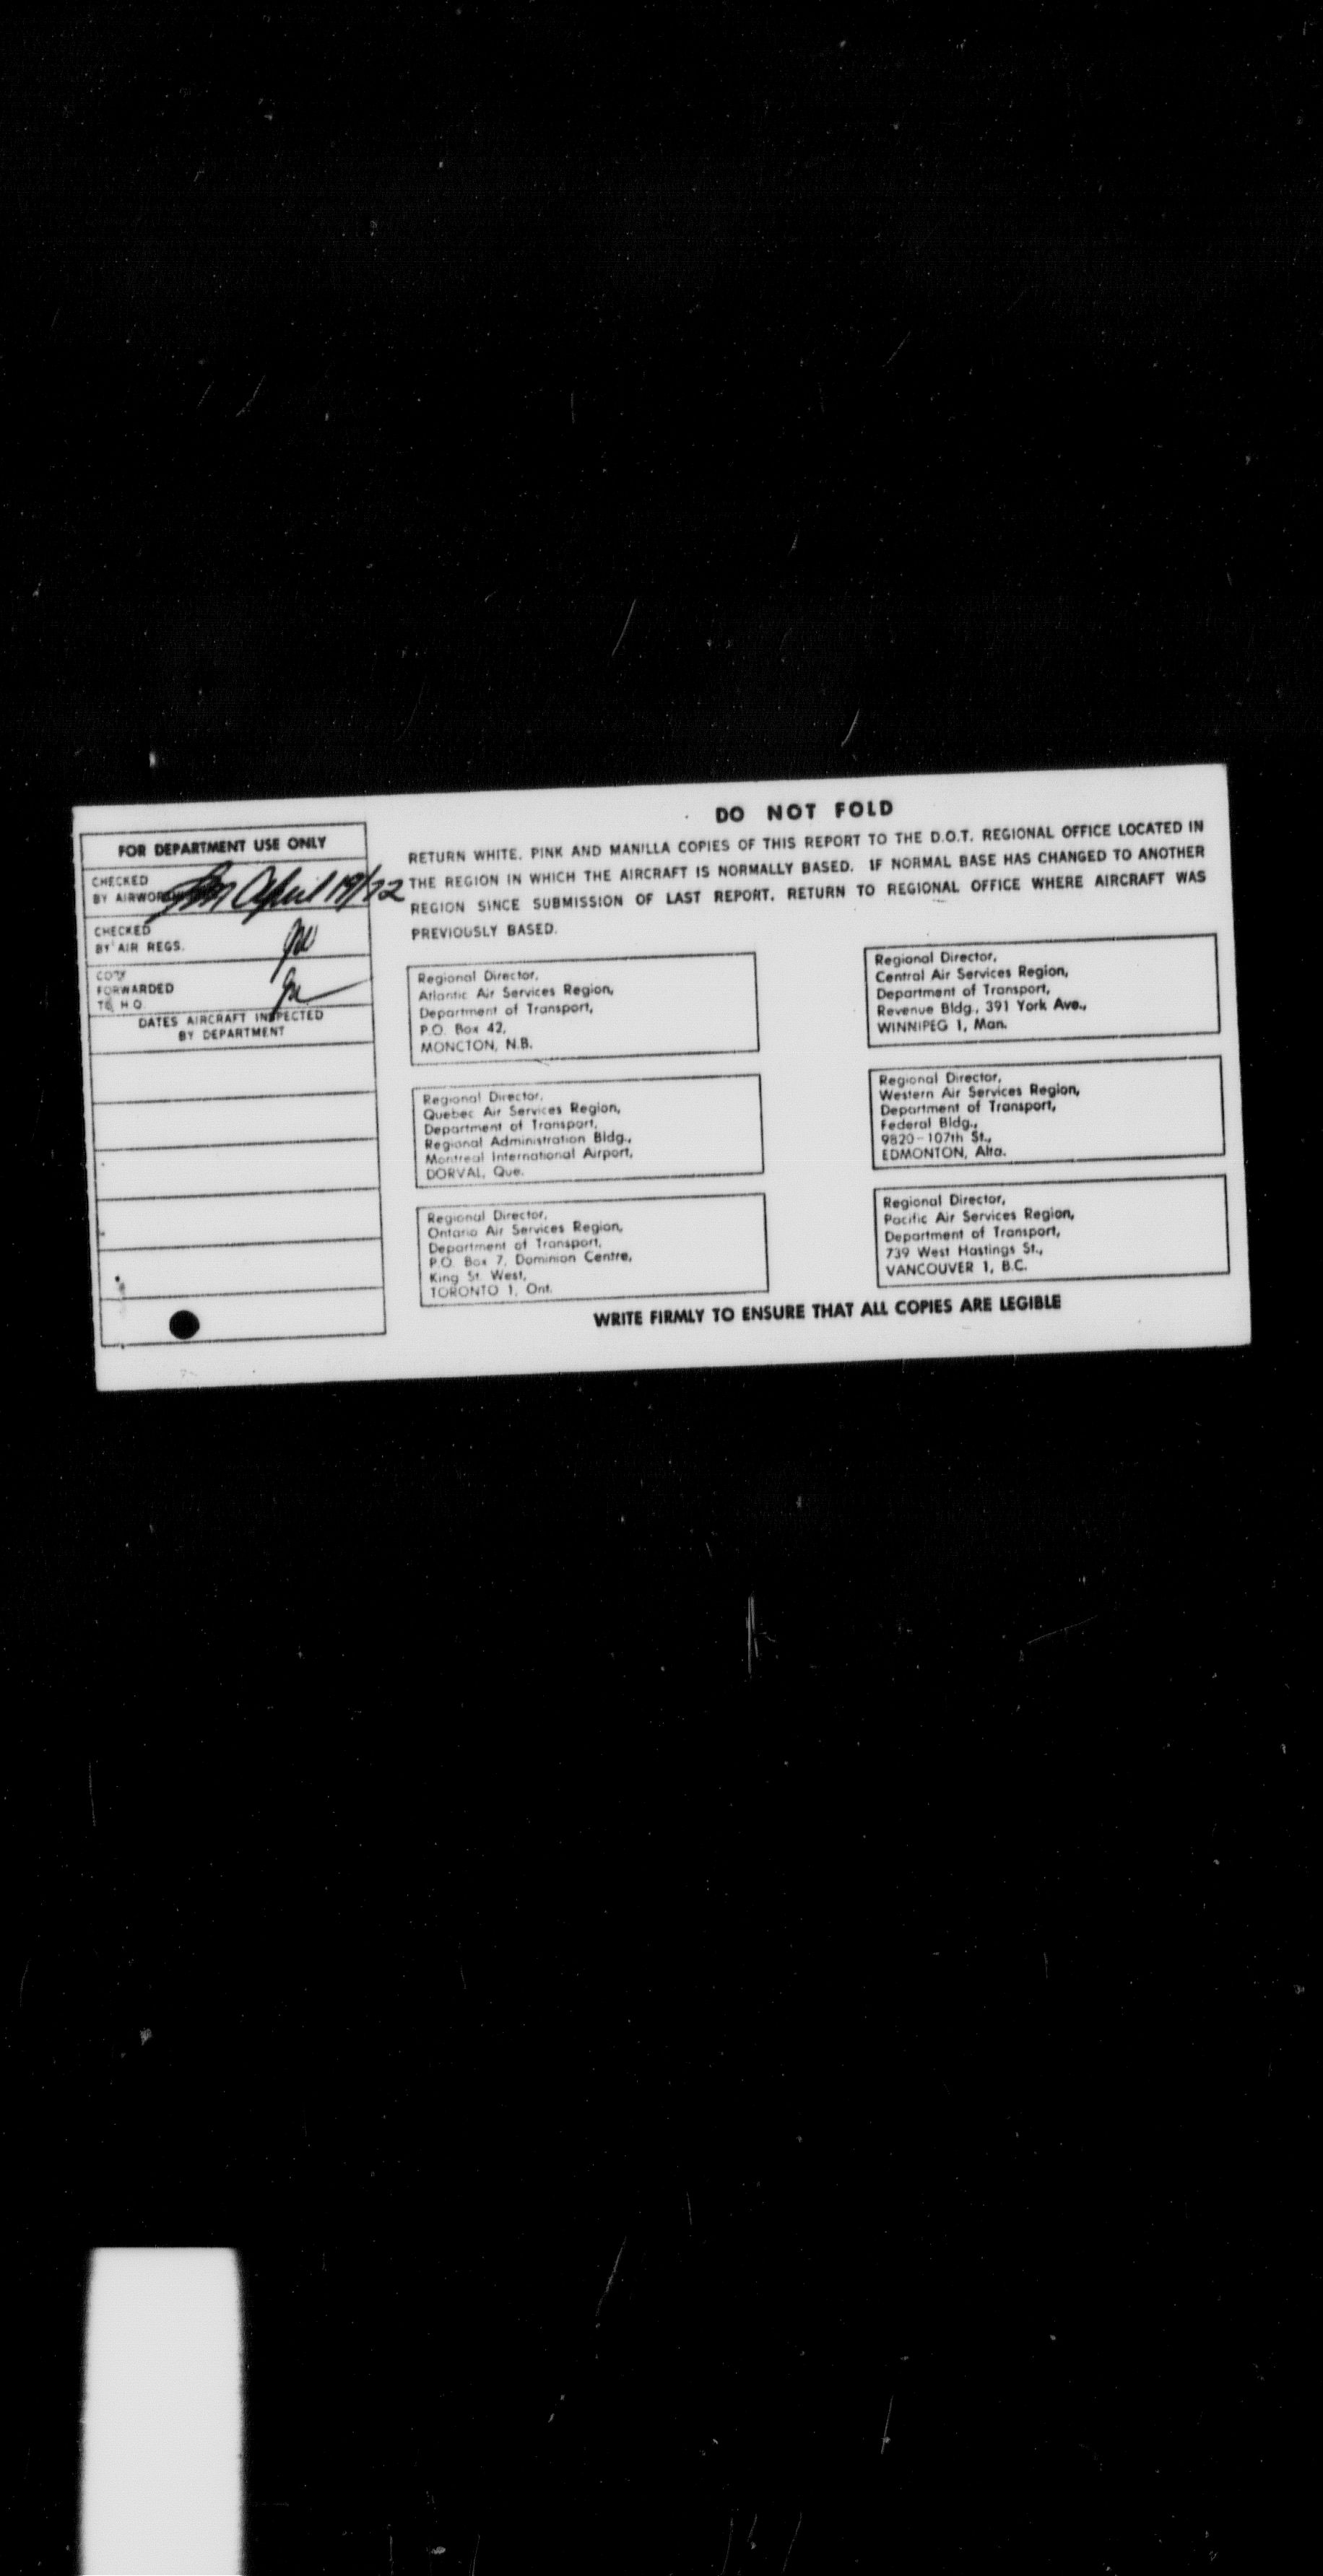 DO NOT FOLD
RETURN WHITE, PINK AND MANILLA COPIES OF THIS REPORT TO THE D.O.T. REGIONAL OFFICE LOCATED IN
THE REGION IN WHICH THE AIRCRAFT IS NORMALLY BASED. IF NORMAL BASE HAS CHANGED TO ANOTHER
REGION SINCE SUBMISSION OF LAST REPORT, RETURN TO REGIONAL OFFICE WHERE AIRCRAFT WAS
PREVIOUSLY BASED.
FOR DEPARTMENT USE ONLY
CHECKED
BY April 19/72
CHECKED
BY AIR REGS.
COPY
FORWARDED
TO H.Q.
DATES AIRCRAFT INSPECTED
BY DEPARTMENT
Regional Director,
Atlantic Air Services Region,
Department of Transport,
P.O. Box 42,
MONCTON, N.B.
Regional Director,
Central Air Services Region,
Department of Transport,
Revenue Bldg., 391 York Ave.,
WINNIPEG 1, Man.
Regional Director,
Quebec Air Services Region,
Department of Transport,
Regional Administration Bldg.,
Montreal International Airport,
DORVAL, Que.
Regional Director,
Western Air Services Region,
Department of Transport,
Federal Bldg.,
9820-107th St.,
EDMONTON, Alta.
Regional Director,
Ontario Air Services Region,
Department of Transport,
P.O. Box 7, Dominion Centre,
King St. West,
TORONTO 1, Ont.
Regional Director,
Pacific Air Services Region,
Department of Transport,
739 West Hastings St.,
VANCOUVER 1, B.C.
WRITE FIRMLY TO ENSURE THAT ALL COPIES ARE LEGIBLE